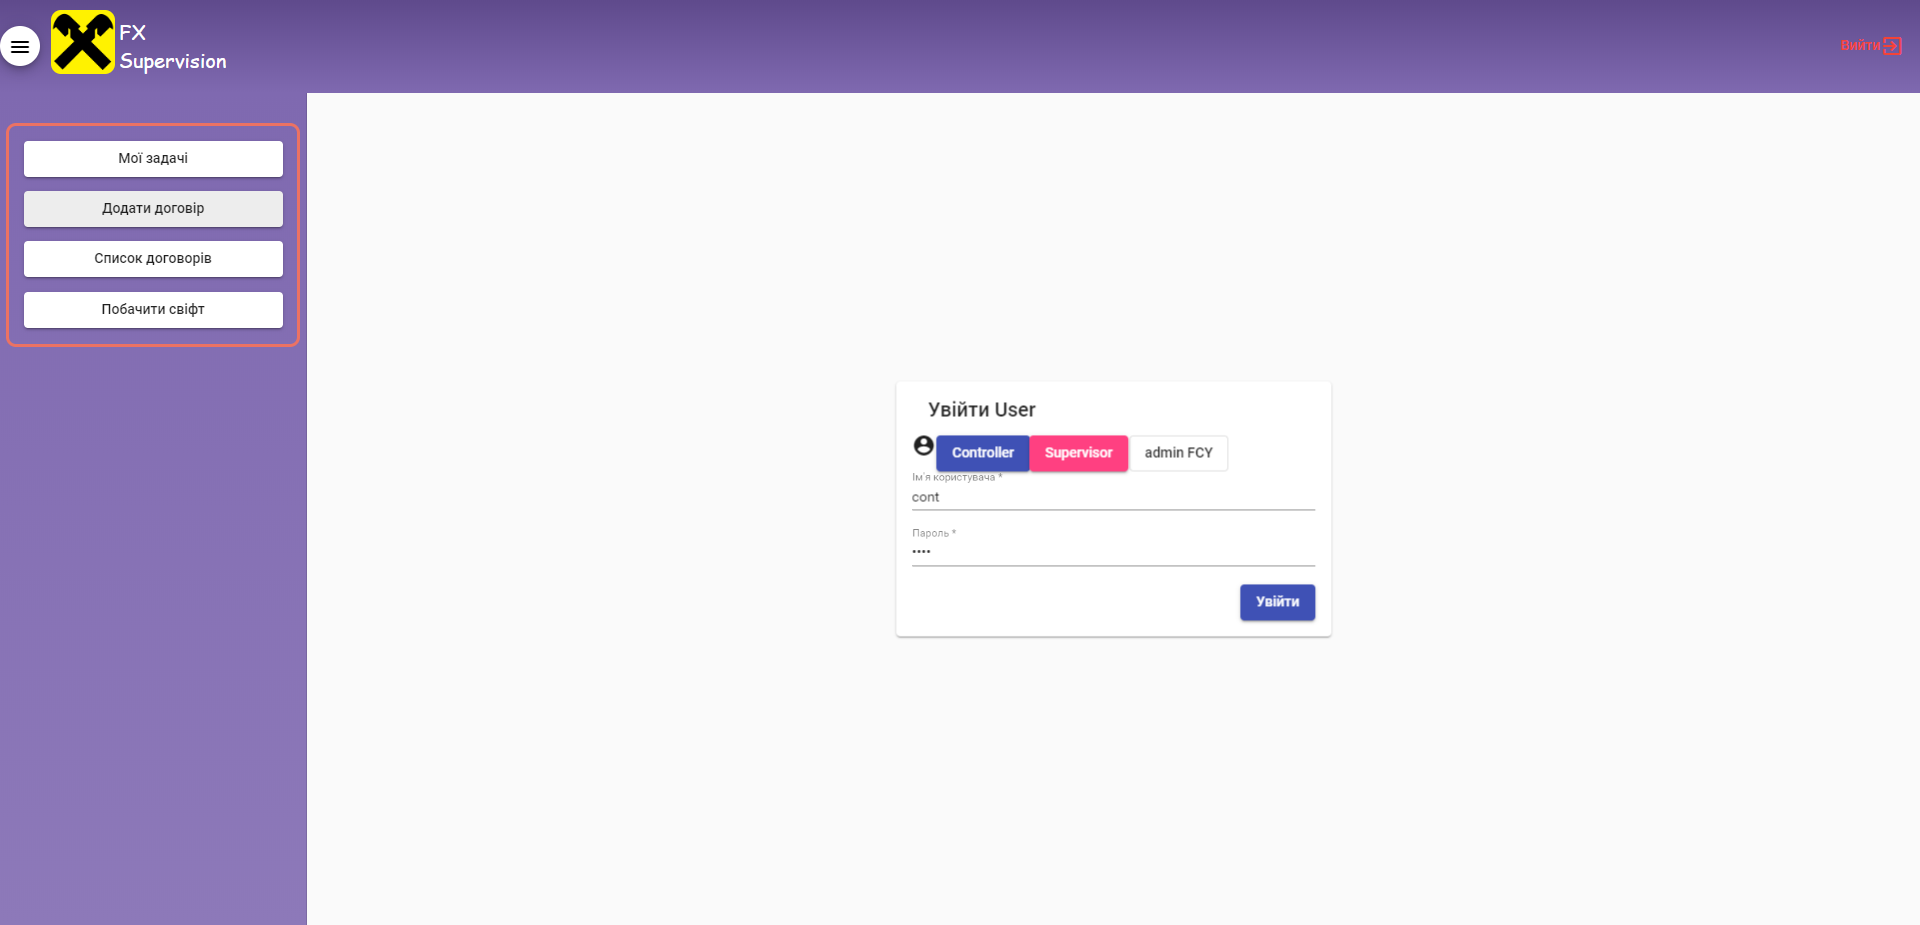 FX
Supervision
Вийти
Мої задачі
Додати договір
Список договорів
Побачити свіфт
Увійти User
Controller Supervisor admin FCY
Ім'я користувача *
cont
Пароль *
••••
Увійти